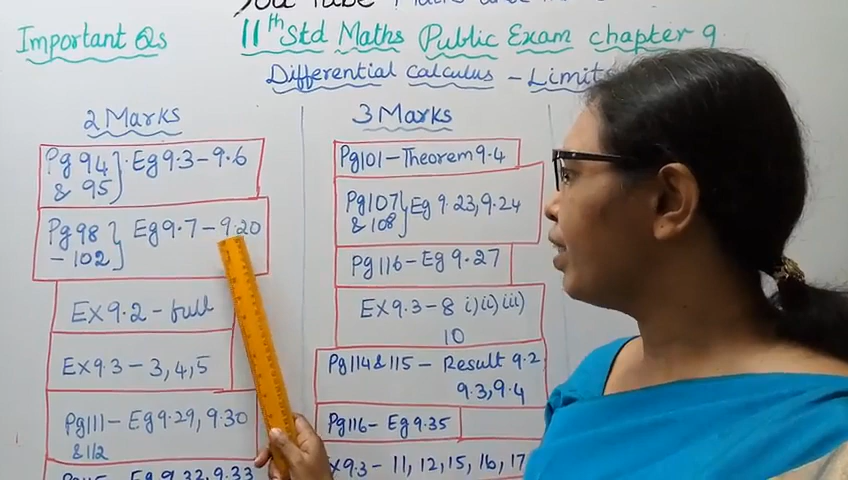 You Tube
Important Qs
11th Std Maths Public Exam chapter 9
Differential Calculus - Limits
2 Marks
Pg 94 & 95 } Eg 9.3 - 9.6
Pg 98 - 102 } Eg 9.7 - 9.20
EX 9.2 - full
EX 9.3 - 3, 4, 5
Pg 111 - Eg 9.29, 9.30
& 112
Eg 9.32, 9.33
3 Marks
Pg 101 - Theorem 9.4
Pg 107 & 108 } Eg 9.23, 9.24
Pg 116 - Eg 9.27
EX 9.3 - 8 i) ii) iii)
10
Pg 114 & 115 - Result 9.2
9.3, 9.4
Pg 116 - Eg 9.35
EX 9.3 - 11, 12, 15, 16, 17